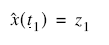 x̂(t₁) = z₁